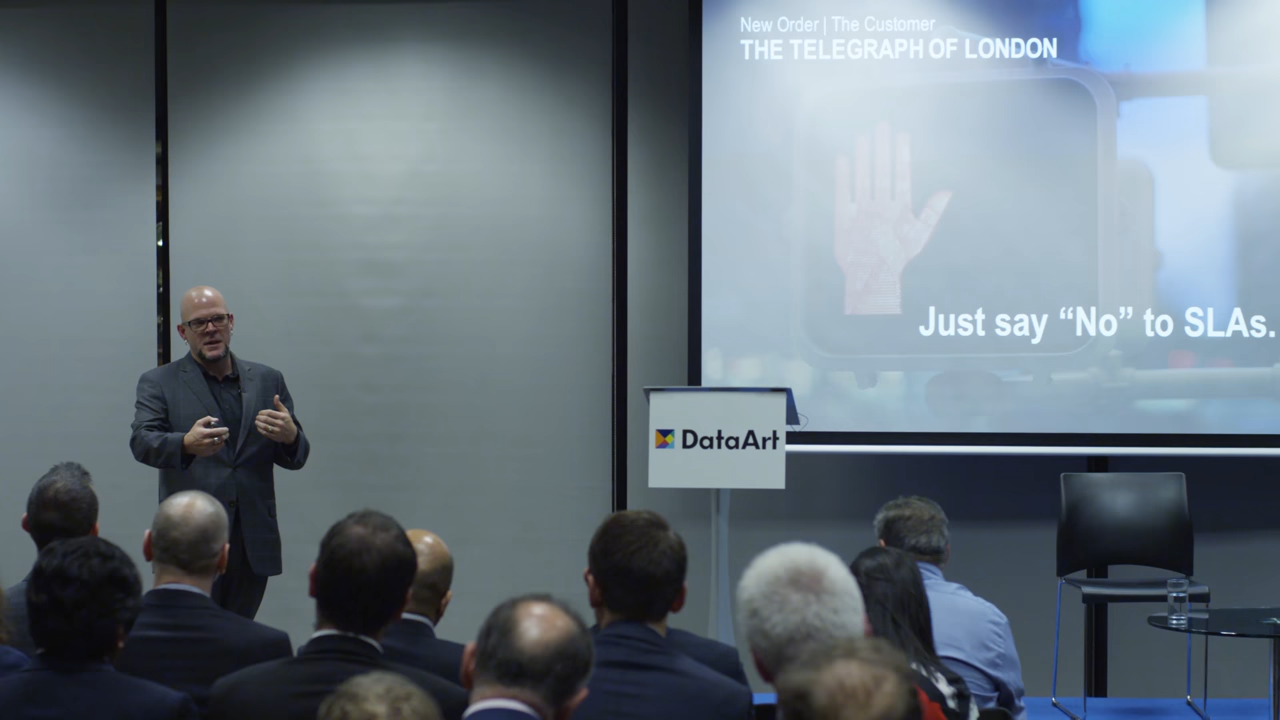 New Order | The Customer
THE TELEGRAPH OF LONDON
Just say “No” to SLAs.
DataArt